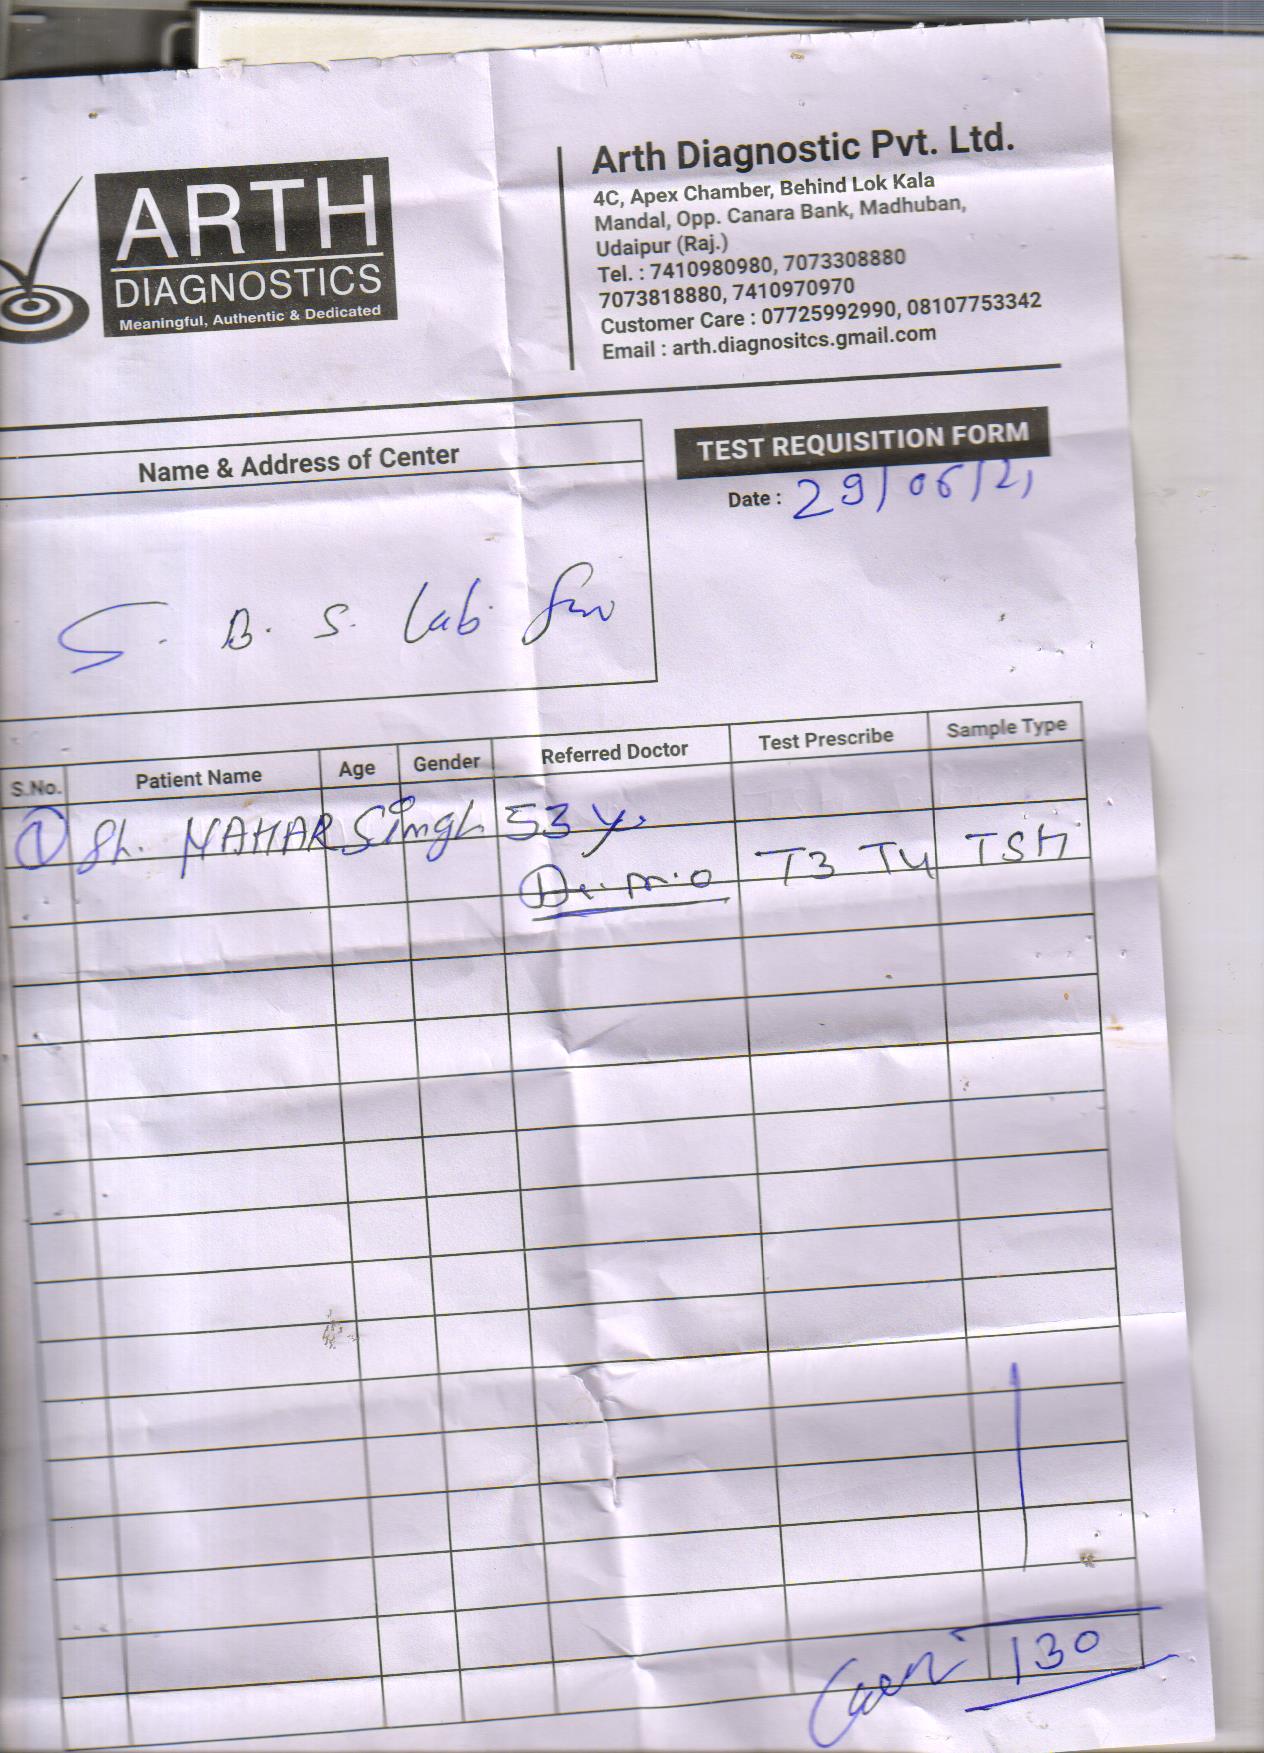 ARTH
DIAGNOSTICS
Meaningful, Authentic & Dedicated
Arth Diagnostic Pvt. Ltd.
4C, Apex Chamber, Behind Lok Kala
Mandal, Opp. Canara Bank, Madhuban,
Udaipur (Raj.)
Tel. : 7410980980, 7073308880
7073818880, 7410970970
Customer Care : 07725992990, 08107753342
Email : arth.diagnositcs.gmail.com
Name & Address of Center
TEST REQUISITION FORM
Date : 29/06/21
S. B. S. Lab
S.No. Patient Name Age Gender Referred Doctor Test Prescribe Sample Type
1 Sh. NAHAR Singh 53 y.
T3 T4 TSH
130